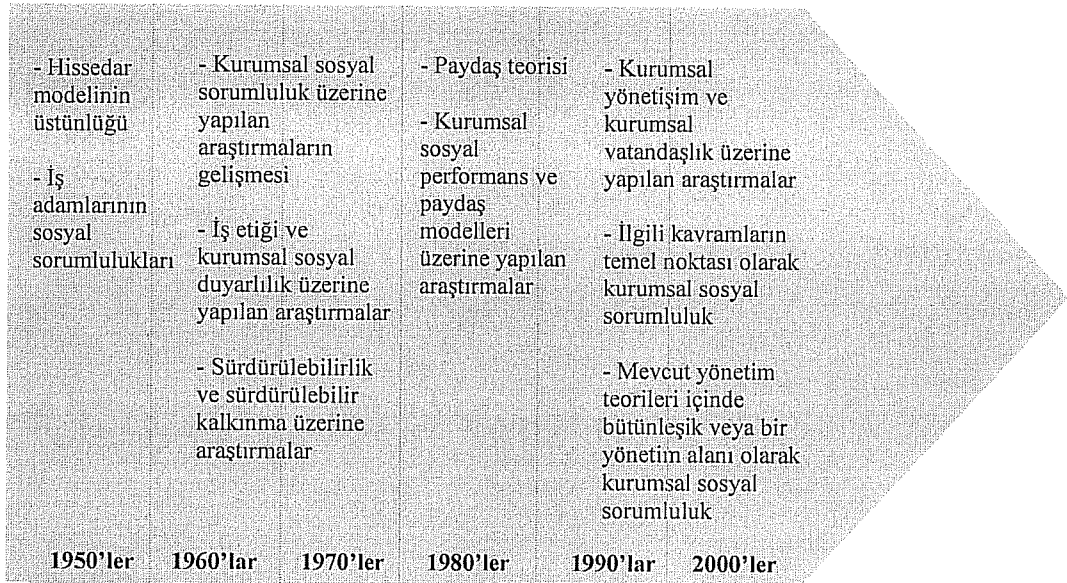 - Hissedar
modelinin
üstünlüğü
- İş
adamlarının
sosyal
sorumlulukları
- Kurumsal sosyal
sorumluluk üzerine
yapılan
araştırmaların
gelişmesi
- İş etiği ve
kurumsal sosyal
duyarlılık üzerine
yapılan araştırmalar
- Sürdürülebilirlik
ve sürdürülebilir
kalkınma üzerine
araştırmalar
- Paydaş teorisi
- Kurumsal
sosyal
performans ve
paydaş
modelleri
üzerine yapılan
araştırmalar
- Kurumsal
yönetişim ve
kurumsal
vatandaşlık üzerine
yapılan araştırmalar
- İlgili kavramların
temel noktası olarak
kurumsal sosyal
sorumluluk
- Mevcut yönetim
teorileri içinde
bütünleşik veya bir
yönetim alanı olarak
kurumsal sosyal
sorumluluk
1950'ler 1960'lar 1970'ler 1980'ler 1990'lar 2000'ler